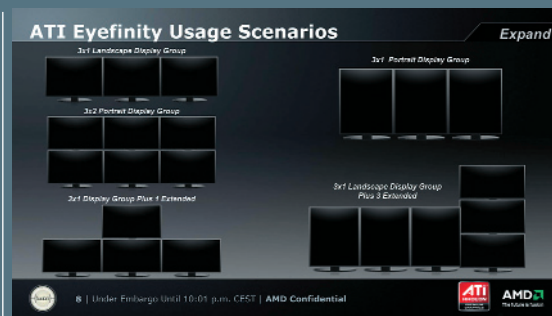 ATI Eyefinity Usage Scenarios
Expand
3x1 Landscape Display Group
3x1 Portrait Display Group
3x2 Portrait Display Group
3x1 Display Group Plus 1 Extended
3x1 Landscape Display Group
Plus 3 Extended
8 | Under Embargo Until 10:01 p.m. CEST | AMD Confidential
ATI
AMD
The future is fusion